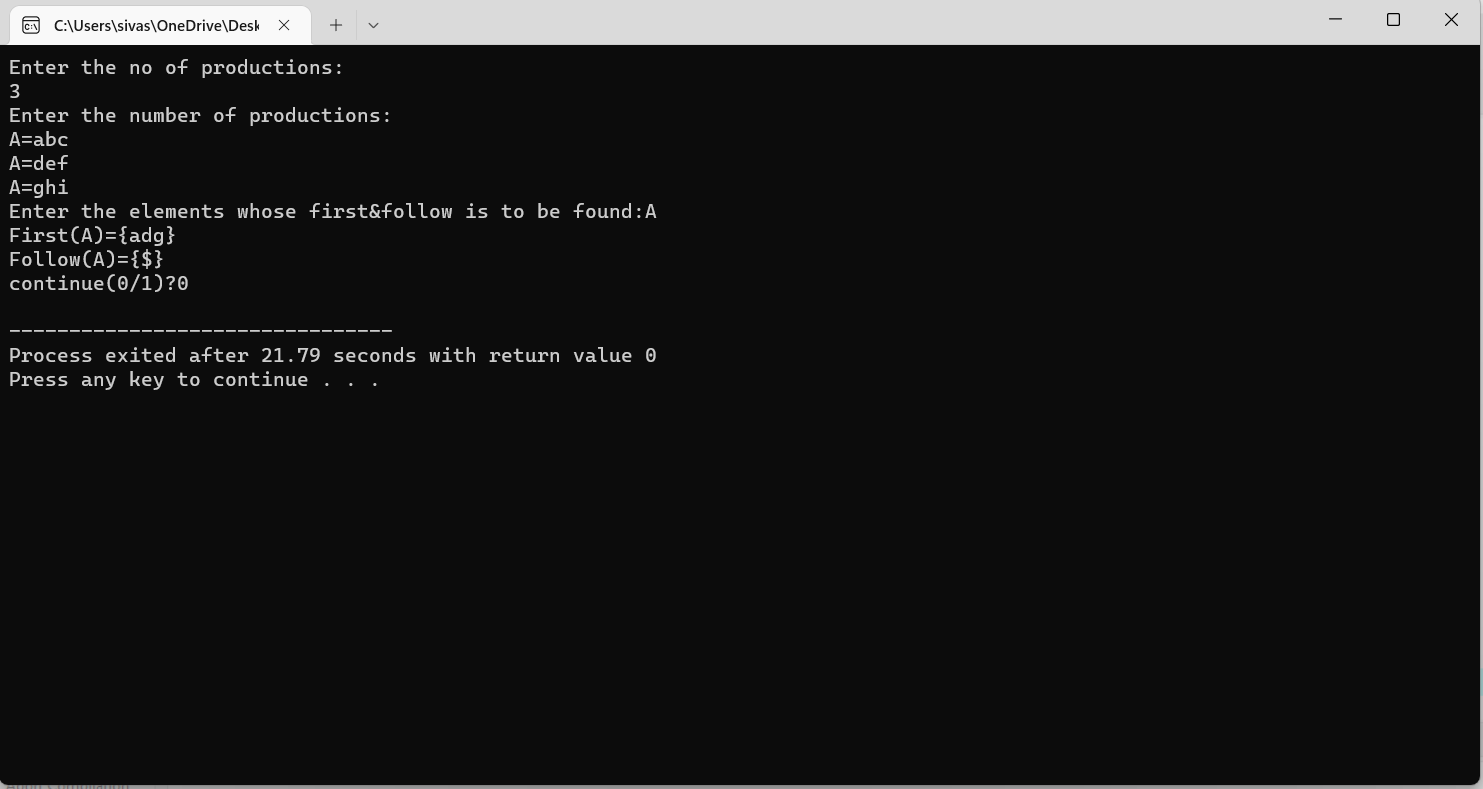 C:\Users\sivas\OneDrive\Desk
Enter the no of productions:
3
Enter the number of productions:
A=abc
A=def
A=ghi
Enter the elements whose first&follow is to be found:A
First(A)={adg}
Follow(A)={$}
continue(0/1)?0
--------------------------------
Process exited after 21.79 seconds with return value 0
Press any key to continue . . .